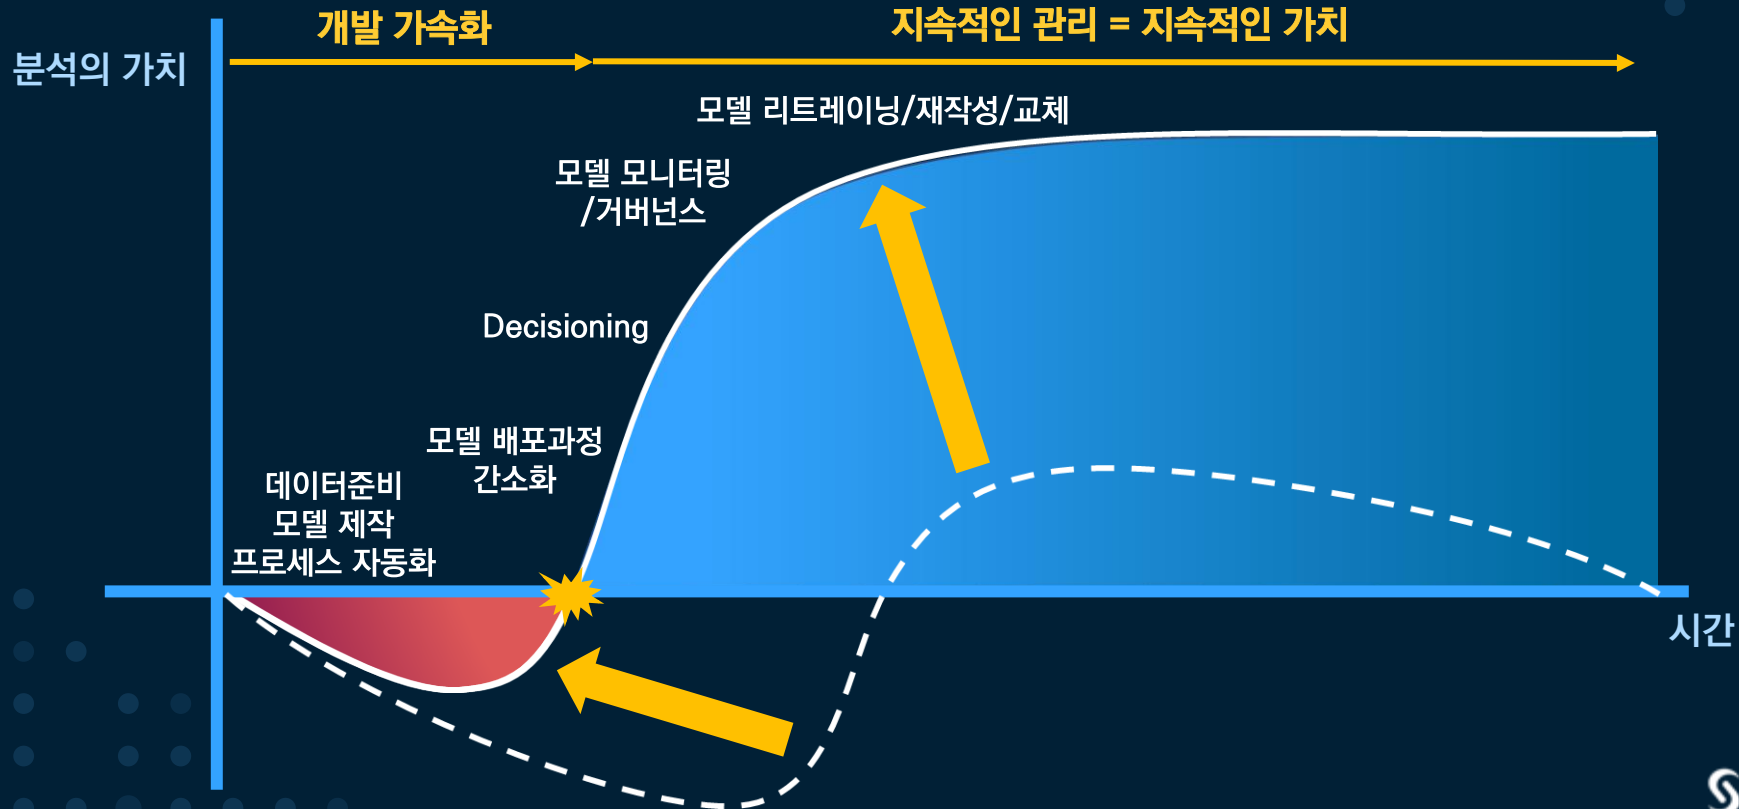 개발 가속화
지속적인 관리 = 지속적인 가치
분석의 가치
모델 리트레이닝/재작성/교체
모델 모니터링
/거버넌스
Decisioning
모델 배포과정
간소화
데이터준비
모델 제작
프로세스 자동화
시간